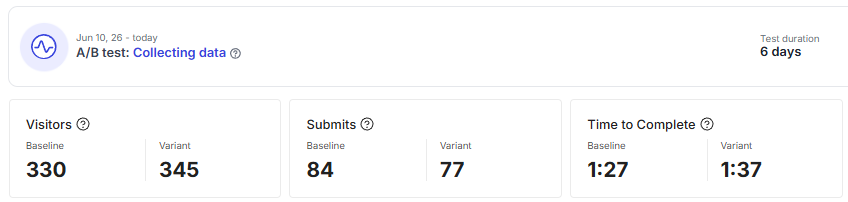 Jun 10, 26 - today
A/B test: Collecting data
Test duration
6 days
Visitors
Baseline Variant
330 345
Submits
Baseline Variant
84 77
Time to Complete
Baseline Variant
1:27 1:37